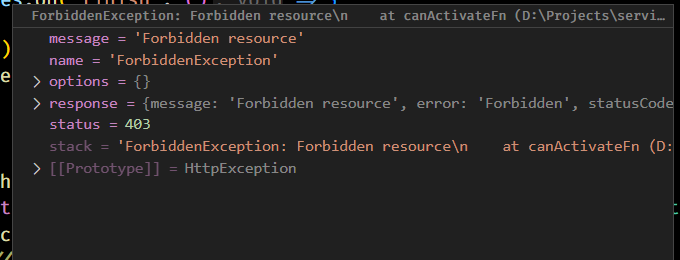 ForbiddenException: Forbidden resource\n    at canActivateFn (D:\Projects\servi…
message = 'Forbidden resource'
name = 'ForbiddenException'
options = {}
response = {message: 'Forbidden resource', error: 'Forbidden', statusCode
status = 403
stack = 'ForbiddenException: Forbidden resource\n    at canActivateFn (D:
[[Prototype]] = HttpException